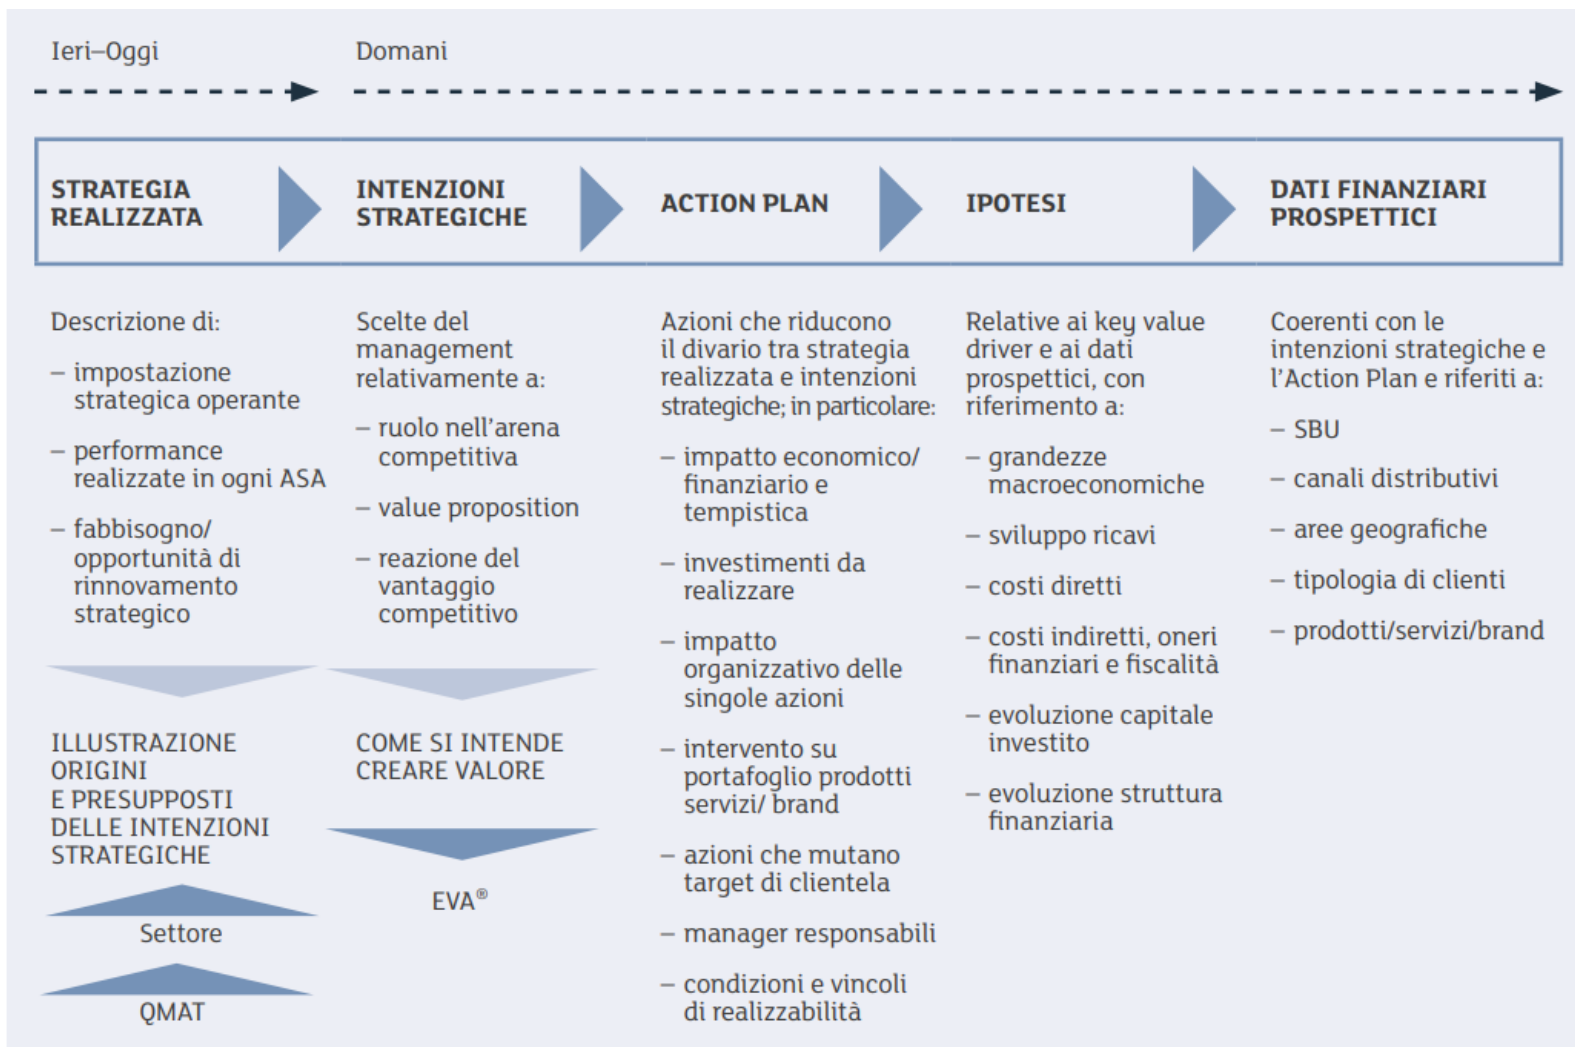 Ieri–Oggi
Domani
STRATEGIA
REALIZZATA
INTENZIONI
STRATEGICHE
ACTION PLAN
IPOTESI
DATI FINANZIARI
PROSPETTICI
Descrizione di:
– impostazione
strategica operante
– performance
realizzate in ogni ASA
– fabbisogno/
opportunità di
rinnovamento
strategico
ILLUSTRAZIONE
ORIGINI
E PRESUPPOSTI
DELLE INTENZIONI
STRATEGICHE
Settore
QMAT
Scelte del
management
relativamente a:
– ruolo nell’arena
competitiva
– value proposition
– reazione del
vantaggio
competitivo
COME SI INTENDE
CREARE VALORE
EVA®
Azioni che riducono
il divario tra strategia
realizzata e intenzioni
strategiche; in particolare:
– impatto economico/
finanziario e
tempistica
– investimenti da
realizzare
– impatto
organizzativo delle
singole azioni
– intervento su
portafoglio prodotti
servizi/ brand
– azioni che mutano
target di clientela
– manager responsabili
– condizioni e vincoli
di realizzabilità
Relative ai key value
driver e ai dati
prospettici, con
riferimento a:
– grandezze
macroeconomiche
– sviluppo ricavi
– costi diretti
– costi indiretti, oneri
finanziari e fiscalità
– evoluzione capitale
investito
– evoluzione struttura
finanziaria
Coerenti con le
intenzioni strategiche e
l’Action Plan e riferiti a:
– SBU
– canali distributivi
– aree geografiche
– tipologia di clienti
– prodotti/servizi/brand